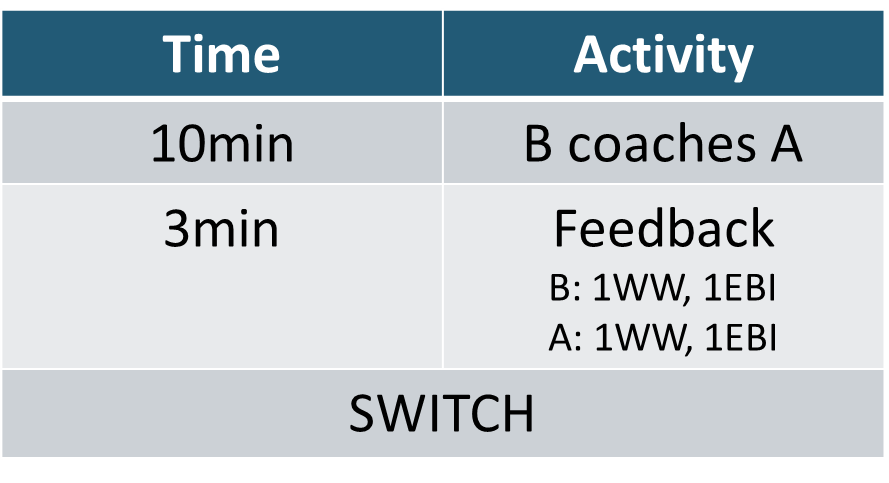 Time Activity
10min B coaches A
3min Feedback
B: 1WW, 1EBI
A: 1WW, 1EBI
SWITCH